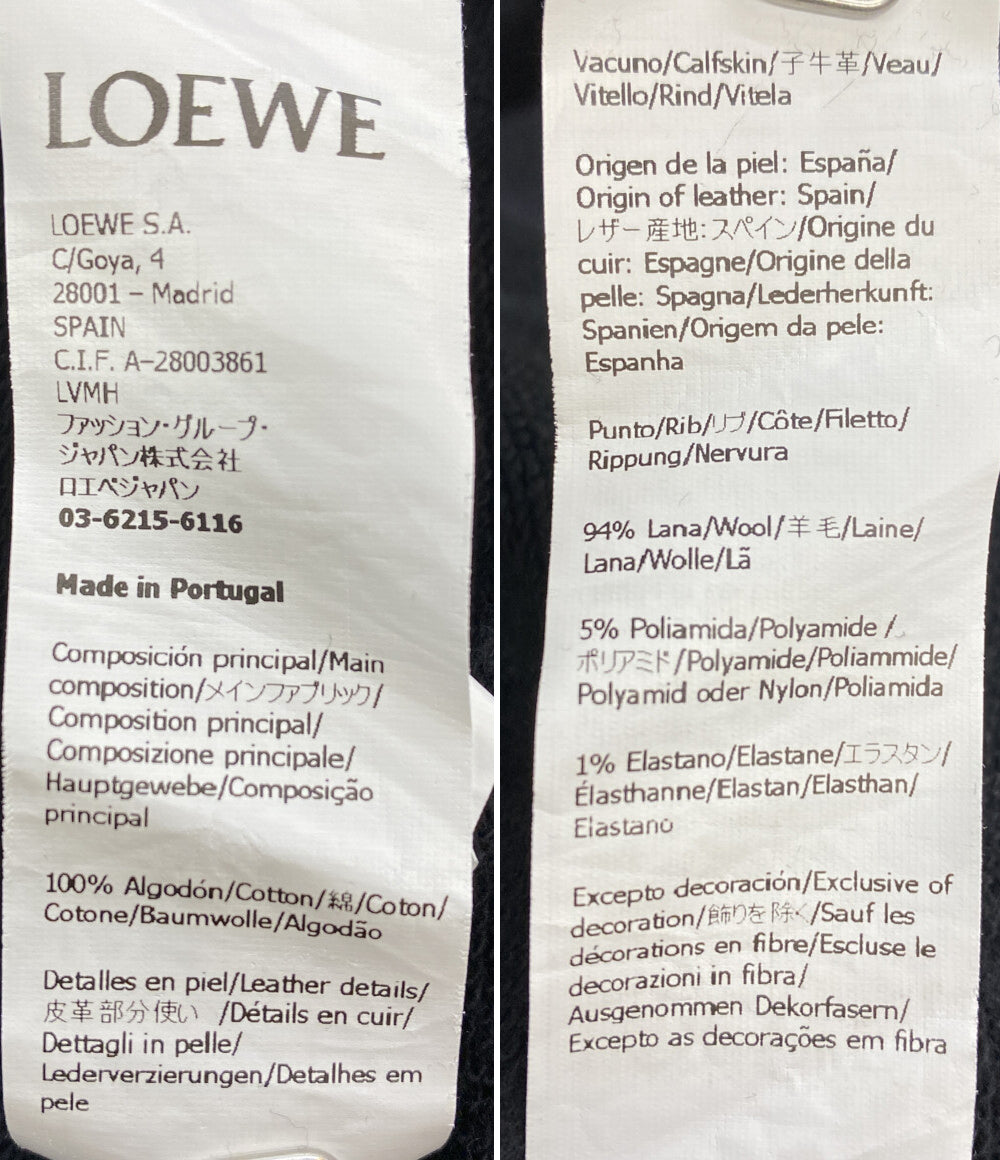 LOEWE
LOEWE S.A.
C/Goya, 4
28001 – Madrid
SPAIN
C.I.F. A-28003861
LVMH
ファッション・グループ・
ジャパン株式会社
ロエベジャパン
03-6215-6116
Made in Portugal
Composición principal/Main
composition/メインファブリック/
Composition principal/
Composizione principale/
Hauptgewebe/Composição
principal
100% Algodón/Cotton/綿/Coton/
Cotone/Baumwolle/Algodão
Detalles en piel/Leather details/
皮革部分使い /Détails en cuir/
Dettagli in pelle/
Lederverzierungen/Detalhes em
pele
Vacuno/Calfskin/子牛革/Veau/
Vitello/Rind/Vitela
Origen de la piel: España/
Origin of leather: Spain/
レザー産地:スペイン/Origine du
cuir: Espagne/Origine della
pelle: Spagna/Lederherkunft:
Spanien/Origem da pele:
Espanha
Punto/Rib/リブ/Côte/Filetto/
Rippung/Nervura
94% Lana/Wool/羊毛/Laine/
Lana/Wolle/Lã
5% Poliamida/Polyamide /
ポリアミド/Polyamide/Poliammide/
Polyamid oder Nylon/Poliamida
1% Elastano/Elastane/エラスタン/
Élasthanne/Elastan/Elasthan/
Elastano
Excepto decoración/Exclusive of
decoration/飾りを除く/Sauf les
décorations en fibre/Escluse le
decorazioni in fibra/
Ausgenommen Dekorfasern/
Excepto as decorações em fibra